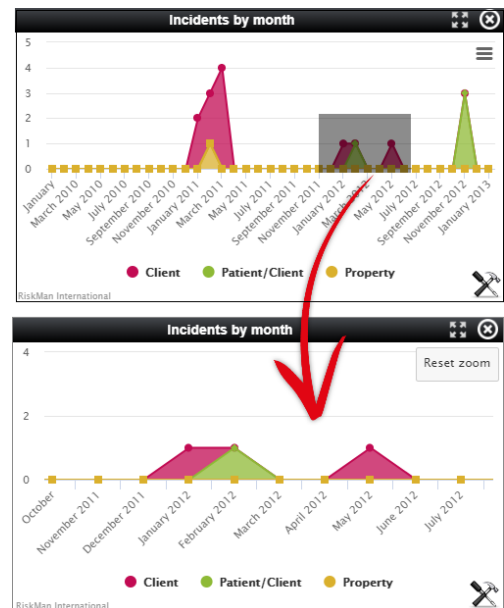 Incidents by month
5
4
3
2
1
0
January
March 2010
May 2010
July 2010
September 2010
November 2010
January 2011
March 2011
May 2011
July 2011
September 2011
November 2011
January 2012
March 2012
May 2012
July 2012
September 2012
November 2012
January 2013
Client Patient/Client Property
RiskMan International
Incidents by month
Reset zoom
4
2
0
October
November 2011
December 2011
January 2012
February 2012
March 2012
April 2012
May 2012
June 2012
July 2012
Client Patient/Client Property
RiskMan International